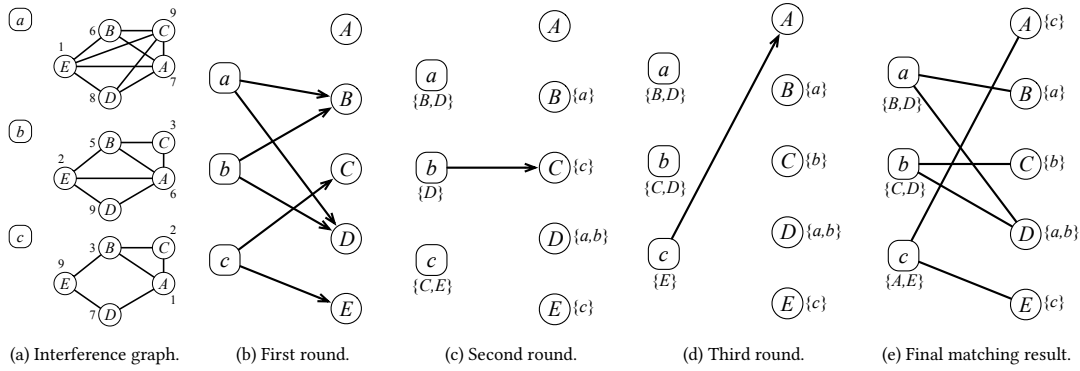 a
6 B C 9
1 E A 7
8 D
b
5 B C 3
2 E A 6
9 D
c
3 B C 2
9 E A 1
7 D
(a) Interference graph.
A
a
B
b
C
D
c
E
(b) First round.
A
a
{B,D}
B {a}
b
{D}
C {c}
D {a,b}
c
{C,E}
E {c}
(c) Second round.
A
a
{B,D}
B {a}
b
{C,D}
C {b}
D {a,b}
c
{E}
E {c}
(d) Third round.
A {c}
a
{B,D}
B {a}
b
{C,D}
C {b}
D {a,b}
c
{A,E}
E {c}
(e) Final matching result.